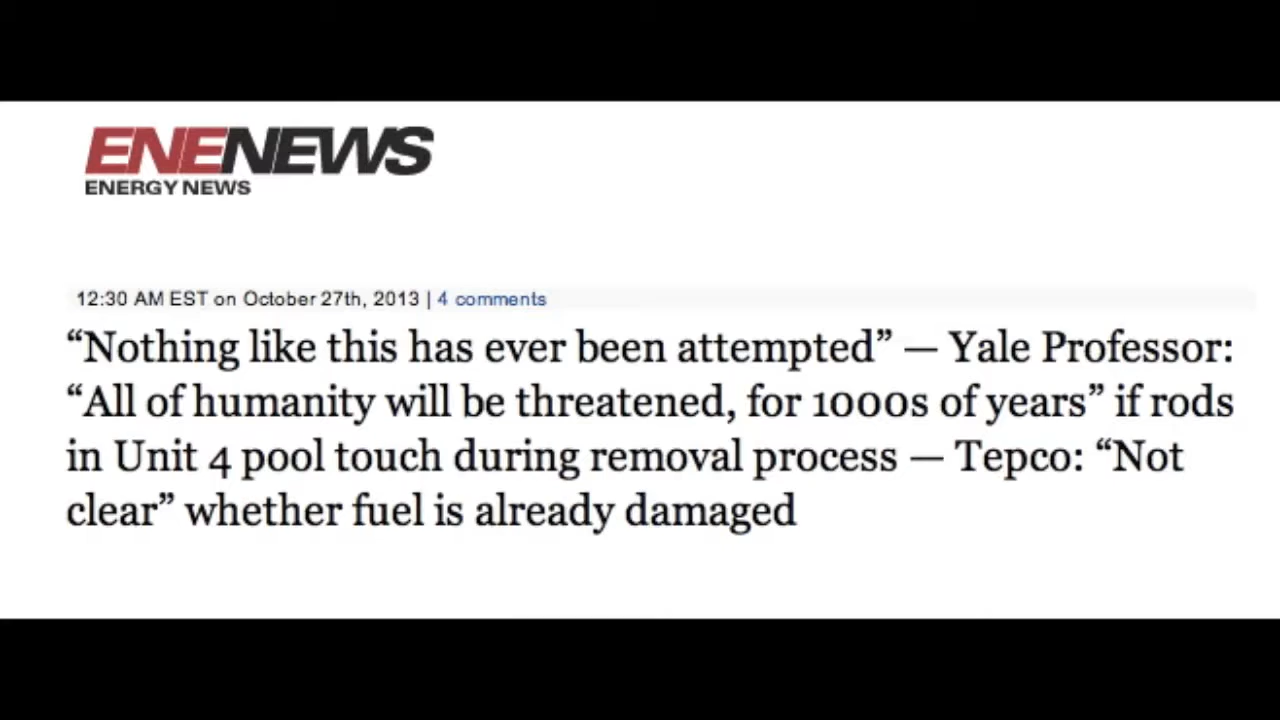 ENENEWS
ENERGY NEWS
12:30 AM EST on October 27th, 2013 | 4 comments
“Nothing like this has ever been attempted” — Yale Professor:
“All of humanity will be threatened, for 1000s of years” if rods
in Unit 4 pool touch during removal process — Tepco: “Not
clear” whether fuel is already damaged